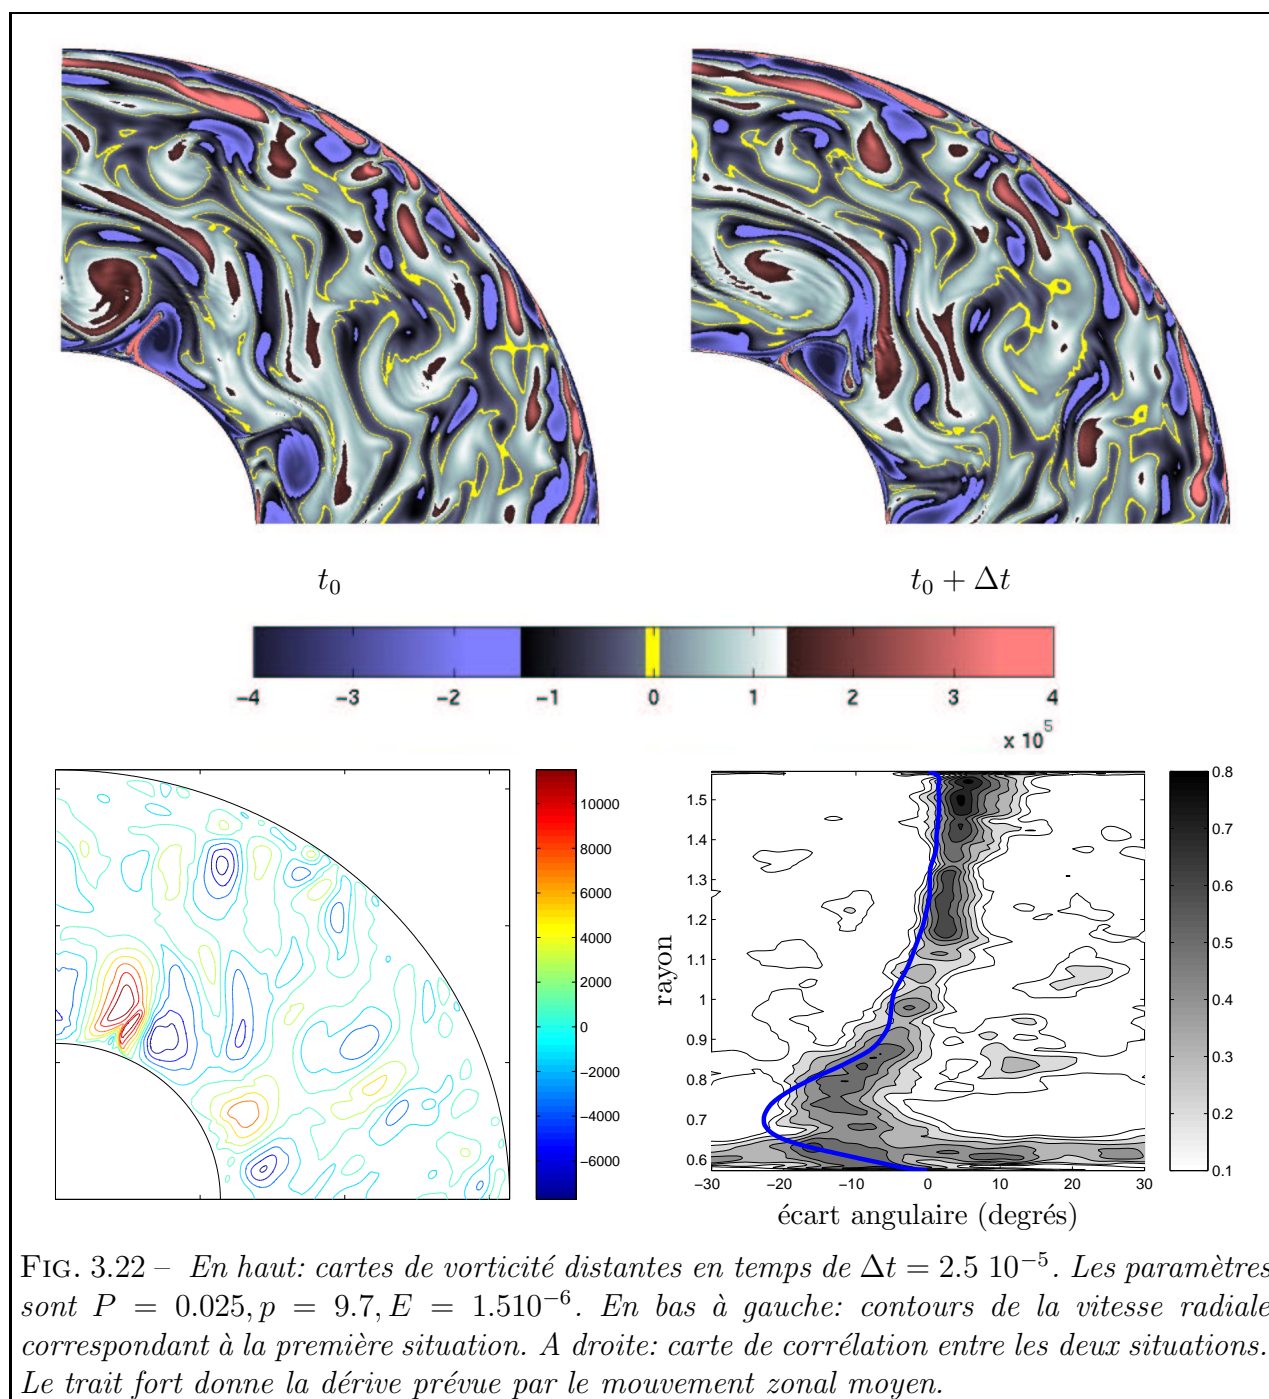 t₀
t₀ + Δt
−4 −3 −2 −1 0 1 2 3 4
x 10⁵
10000
8000
6000
4000
2000
0
−2000
−4000
−6000
rayon
1.5
1.4
1.3
1.2
1.1
1
0.9
0.8
0.7
0.6
−30 −20 −10 0 10 20 30
écart angulaire (degrés)
0.8
0.7
0.6
0.5
0.4
0.3
0.2
0.1
FIG. 3.22 – En haut: cartes de vorticité distantes en temps de Δt = 2.5 10⁻⁵. Les paramètres
sont P = 0.025, p = 9.7, E = 1.510⁻⁶. En bas à gauche: contours de la vitesse radiale
correspondant à la première situation. A droite: carte de corrélation entre les deux situations.
Le trait fort donne la dérive prévue par le mouvement zonal moyen.